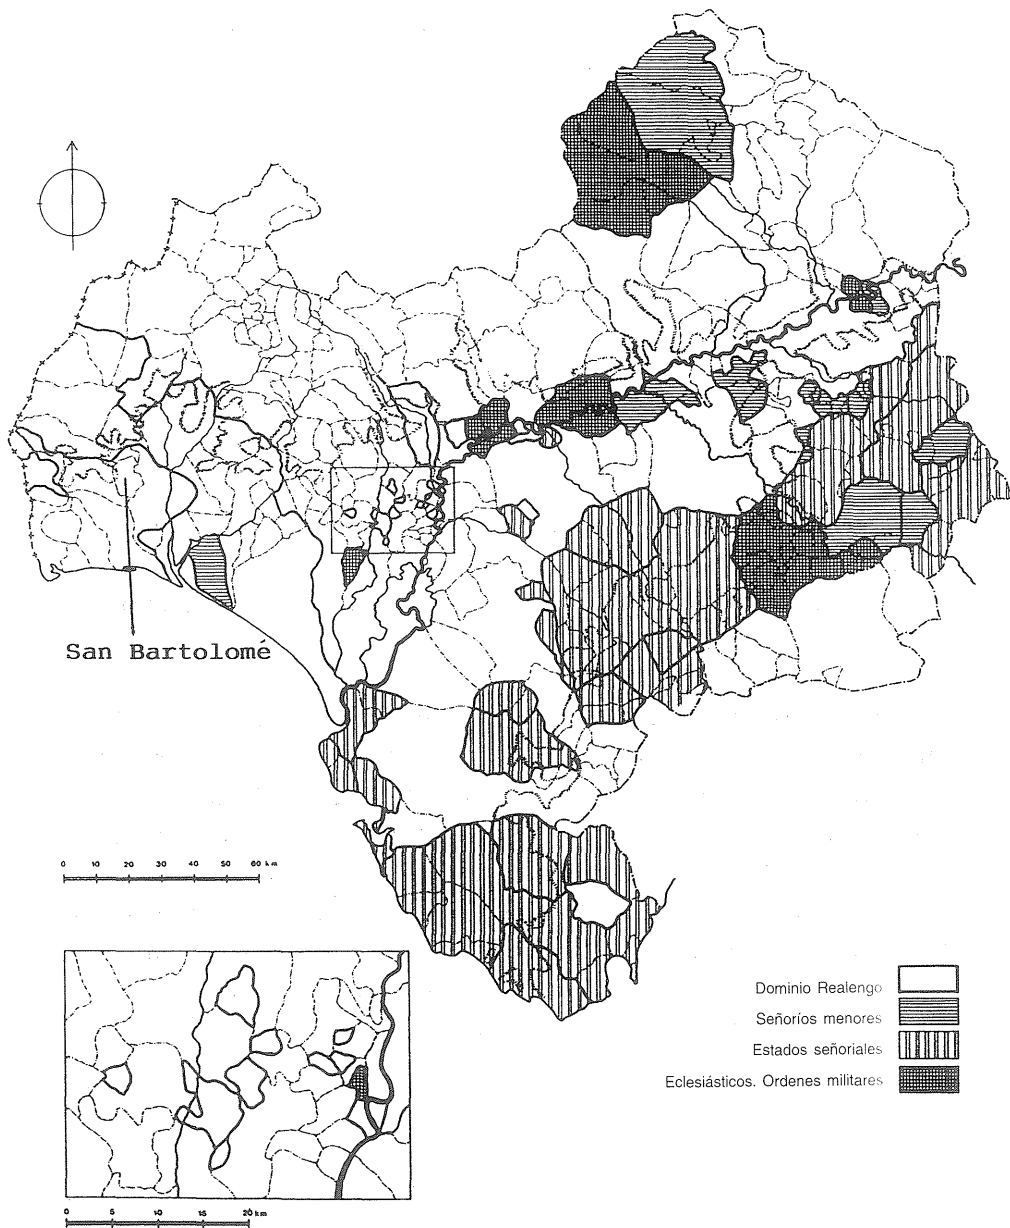 San Bartolomé
0 10 20 30 40 50 60 km
Dominio Realengo
Señoríos menores
Estados señoriales
Eclesiásticos. Ordenes militares
0 5 10 15 20 km